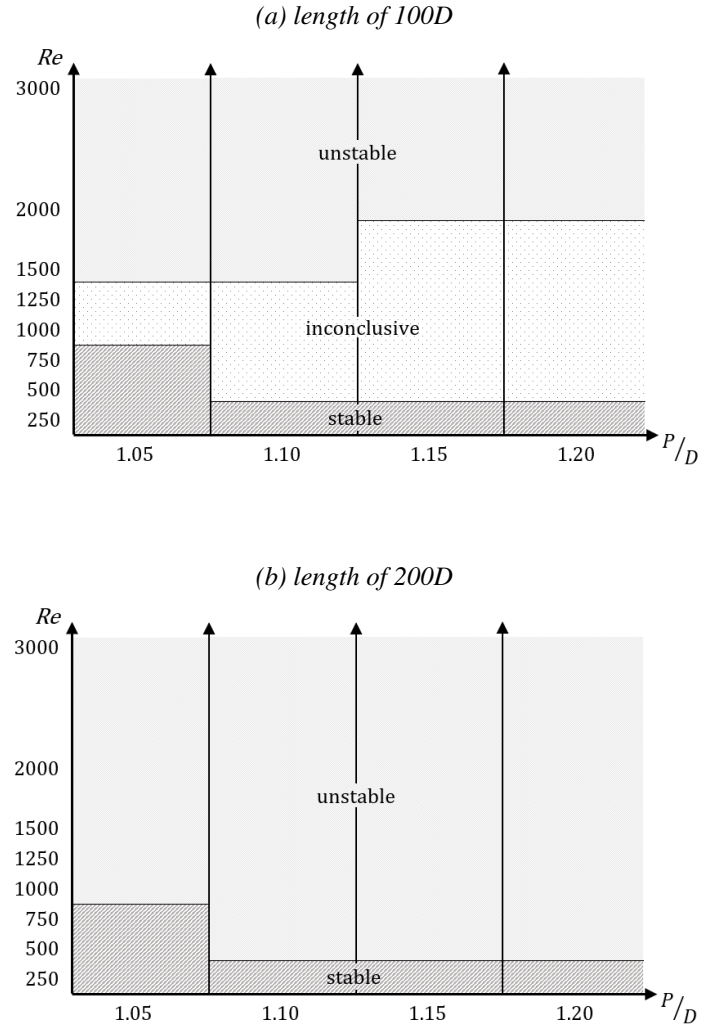 (a) length of 100D
Re
3000
unstable
2000
1500
1250
1000
inconclusive
750
500
250
stable
P/D
1.05 1.10 1.15 1.20
(b) length of 200D
Re
3000
2000
unstable
1500
1250
1000
750
500
250
stable
P/D
1.05 1.10 1.15 1.20